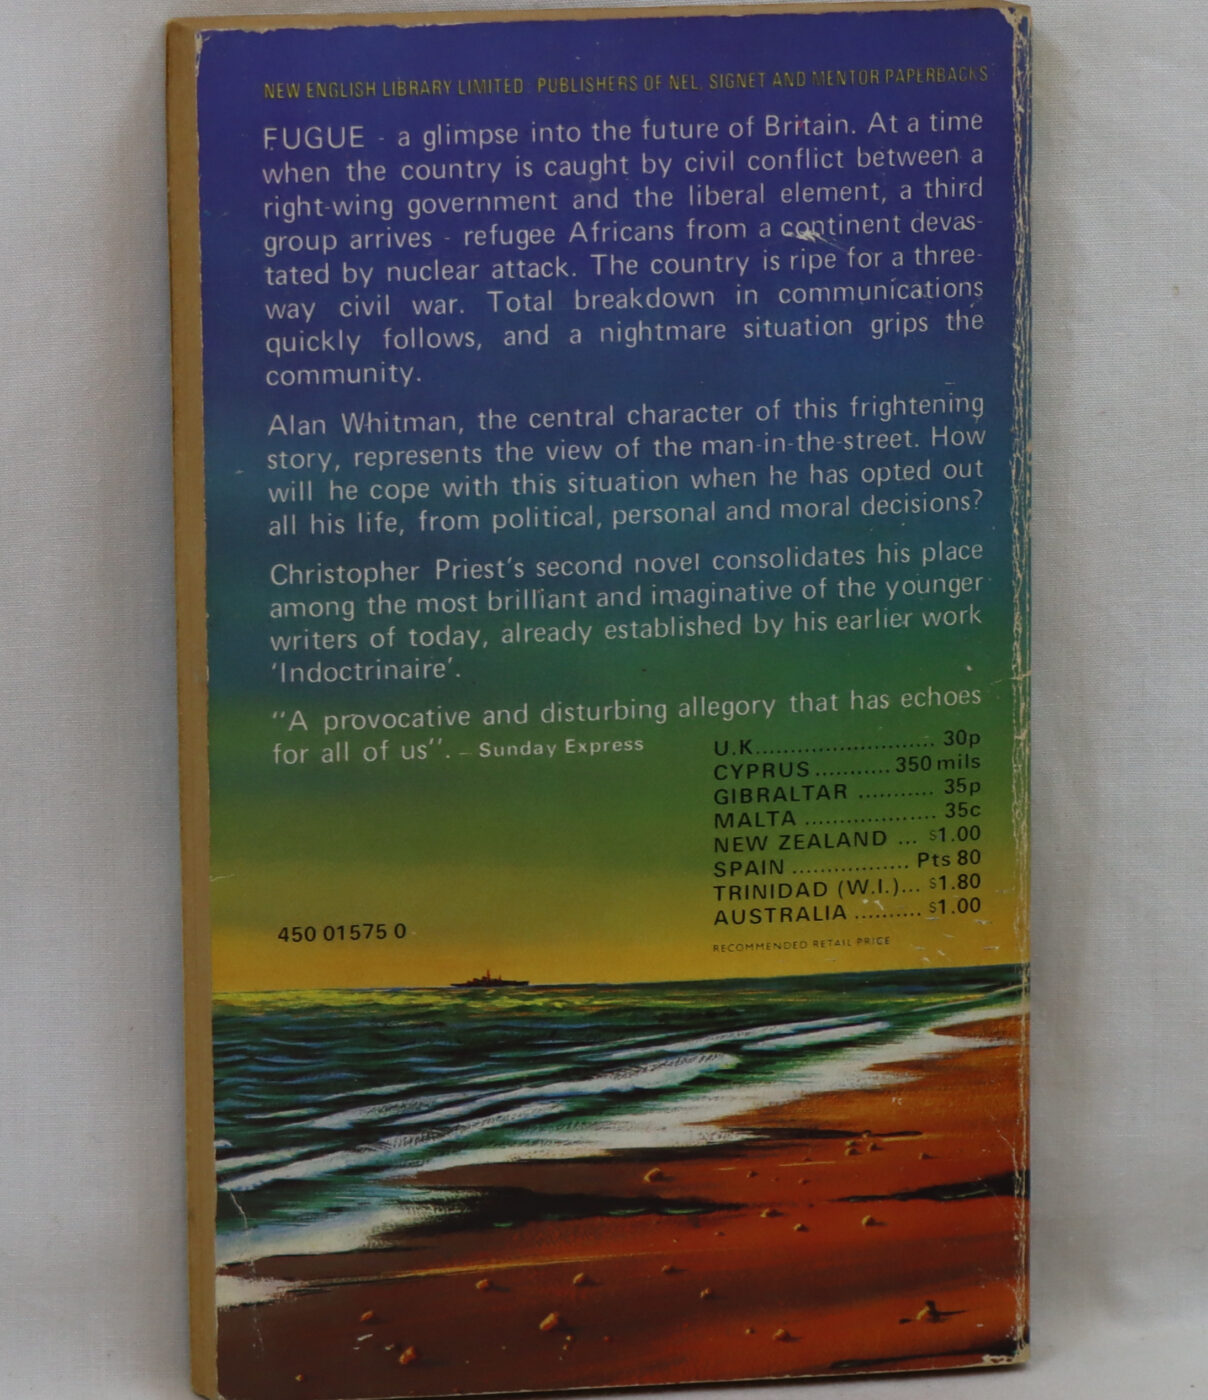 NEW ENGLISH LIBRARY LIMITED: PUBLISHERS OF NEL, SIGNET AND MENTOR PAPERBACKS
FUGUE - a glimpse into the future of Britain. At a time
when the country is caught by civil conflict between a
right-wing government and the liberal element, a third
group arrives - refugee Africans from a continent devas-
tated by nuclear attack. The country is ripe for a three-
way civil war. Total breakdown in communications
quickly follows, and a nightmare situation grips the
community.
Alan Whitman, the central character of this frightening
story, represents the view of the man-in-the-street. How
will he cope with this situation when he has opted out
all his life, from political, personal and moral decisions?
Christopher Priest's second novel consolidates his place
among the most brilliant and imaginative of the younger
writers of today, already established by his earlier work
'Indoctrinaire'.
"A provocative and disturbing allegory that has echoes
for all of us". – Sunday Express
U.K.......................... 30p
CYPRUS ........... 350 mils
GIBRALTAR ........... 35p
MALTA ................... 35c
NEW ZEALAND ... $1.00
SPAIN ................. Pts 80
TRINIDAD (W.I.)... $1.80
AUSTRALIA .......... $1.00
RECOMMENDED RETAIL PRICE
450 01575 0